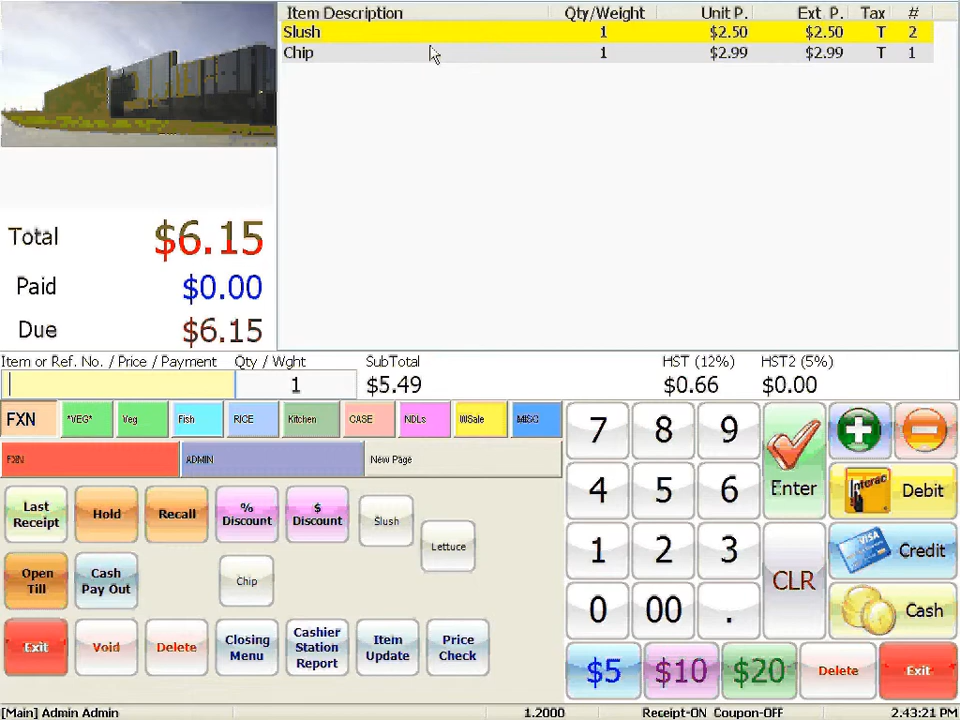 Item Description Qty/Weight Unit P. Ext P. Tax #
Slush 1 $2.50 $2.50 T 2
Chip 1 $2.99 $2.99 T 1
Total $6.15
Paid $0.00
Due $6.15
Item or Ref. No. / Price / Payment Qty / Wght SubTotal HST (12%) HST2 (5%)
1 $5.49 $0.66 $0.00
FXN *VEG* Veg Fish RICE Kitchen CASE NDLs WSale MISC
FXN ADMIN New Page
Last Receipt
Hold
Recall
% Discount
$ Discount
Slush
Lettuce
Open Till
Cash Pay Out
Chip
Exit
Void
Delete
Closing Menu
Cashier Station Report
Item Update
Price Check
7 8 9 Enter
4 5 6 Interac Debit
1 2 3 CLR VISA Credit
0 00 . Cash
$5 $10 $20 Delete Exit
[Main] Admin Admin 1.2000 Receipt-ON Coupon-OFF 2.43:21 PM